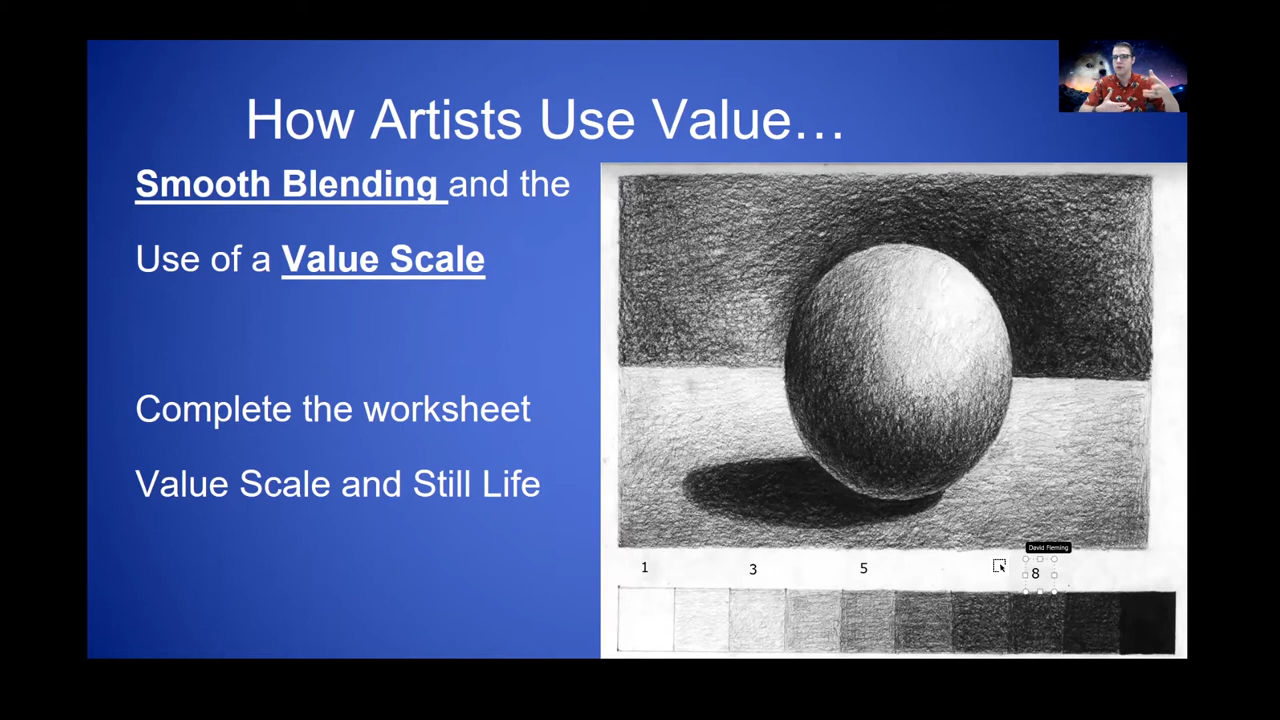 How Artists Use Value…
Smooth Blending and the
Use of a Value Scale
Complete the worksheet
Value Scale and Still Life
David Fleming
1 3 5 8